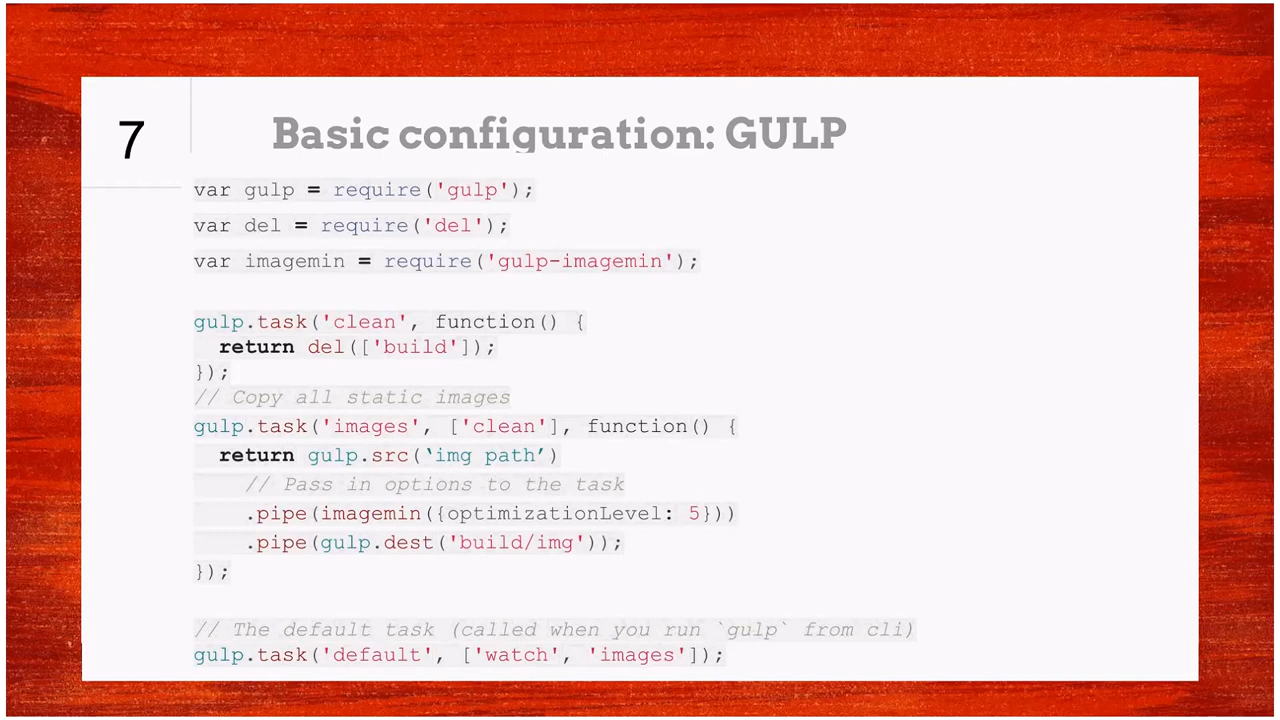 7
Basic configuration: GULP
var gulp = require('gulp');
var del = require('del');
var imagemin = require('gulp-imagemin');
gulp.task('clean', function() {
  return del(['build']);
});
// Copy all static images
gulp.task('images', ['clean'], function() {
  return gulp.src(‘img path’)
    // Pass in options to the task
    .pipe(imagemin({optimizationLevel: 5}))
    .pipe(gulp.dest('build/img'));
});
// The default task (called when you run `gulp` from cli)
gulp.task('default', ['watch', 'images']);